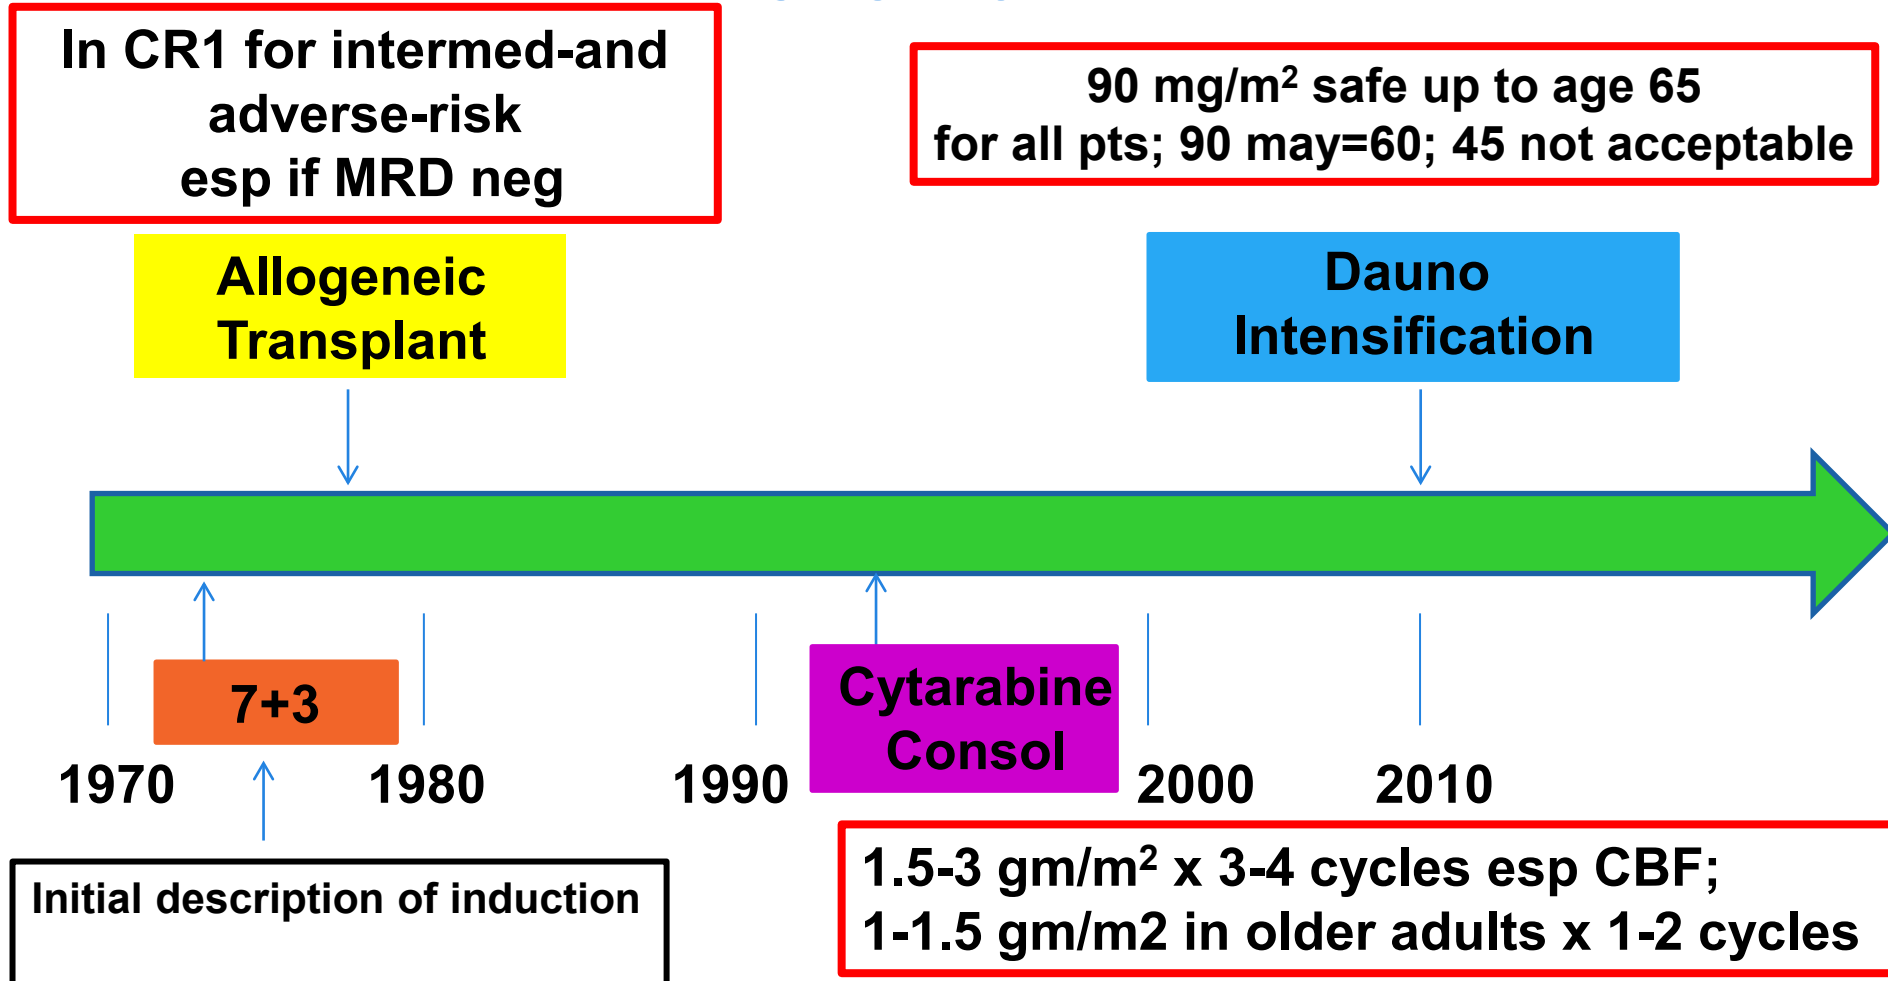 In CR1 for intermed-and
adverse-risk
esp if MRD neg
90 mg/m² safe up to age 65
for all pts; 90 may=60; 45 not acceptable
Allogeneic
Transplant
Dauno
Intensification
7+3
Cytarabine
Consol
1970
1980
1990
2000
2010
Initial description of induction
1.5-3 gm/m² x 3-4 cycles esp CBF;
1-1.5 gm/m2 in older adults x 1-2 cycles